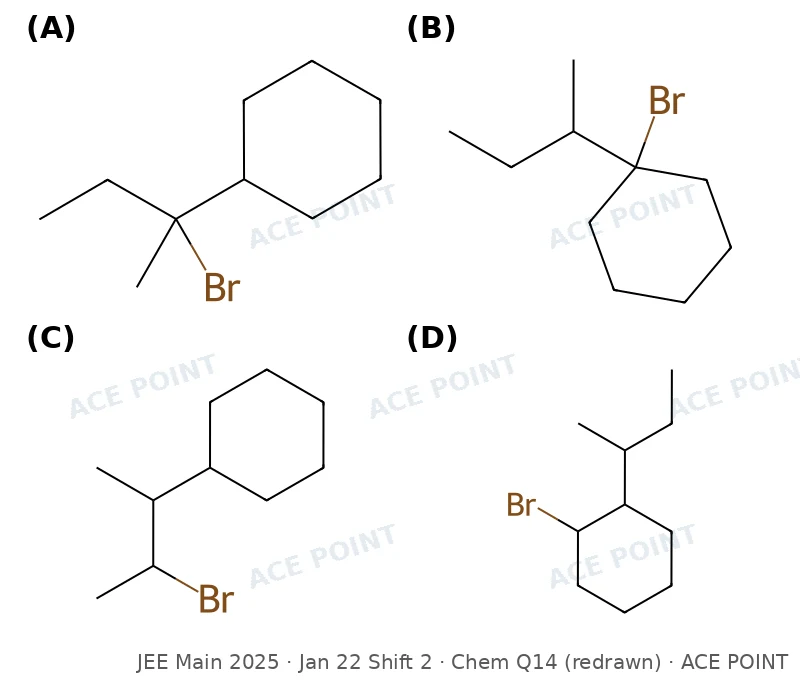 (A)
(B)
Br
ACE POINT
ACE POINT
Br
(C)
(D)
ACE POINT
ACE POINT
ACE POINT
Br
ACE POINT
ACE POINT
Br
JEE Main 2025 · Jan 22 Shift 2 · Chem Q14 (redrawn) · ACE POINT